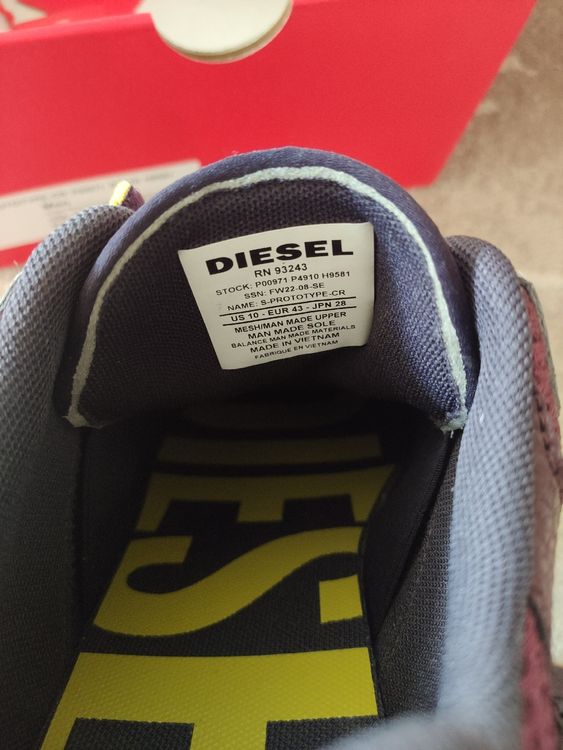 DIESEL
RN 93243
STOCK: P00971 P4910 H9581
SSN: FW22-08-SE
NAME: S-PROTOTYPE-CR
US 10 - EUR 43 - JPN 28
MESH/MAN MADE UPPER
MAN MADE SOLE
BALANCE MAN MADE MATERIALS
MADE IN VIETNAM
FABRIQUE EN VIETNAM
DIESE